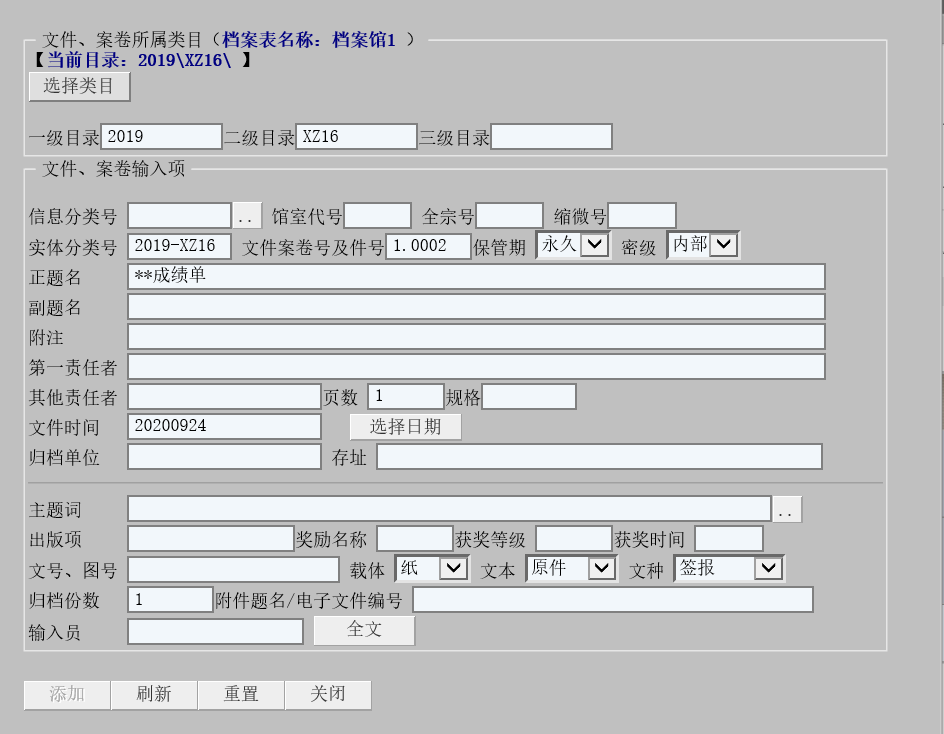 文件、案卷所属类目（档案表名称：档案馆1 ）
【当前目录：2019\XZ16\ 】
选择类目
一级目录 2019 二级目录 XZ16 三级目录
文件、案卷输入项
信息分类号 .. 馆室代号 全宗号 缩微号
实体分类号 2019-XZ16 文件案卷号及件号 1.0002 保管期 永久 密级 内部
正题名 **成绩单
副题名
附注
第一责任者
其他责任者 页数 1 规格
文件时间 20200924 选择日期
归档单位 存址
主题词 ..
出版项 奖励名称 获奖等级 获奖时间
文号、图号 载体 纸 文本 原件 文种 签报
归档份数 1 附件题名/电子文件编号
输入员 全文
添加 刷新 重置 关闭